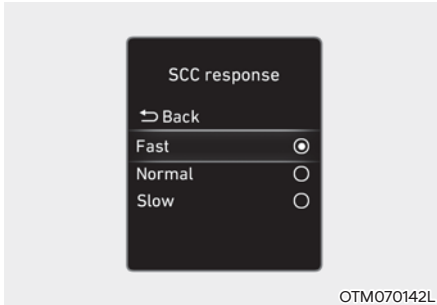 SCC response
Back
Fast
Normal
Slow
OTM070142L